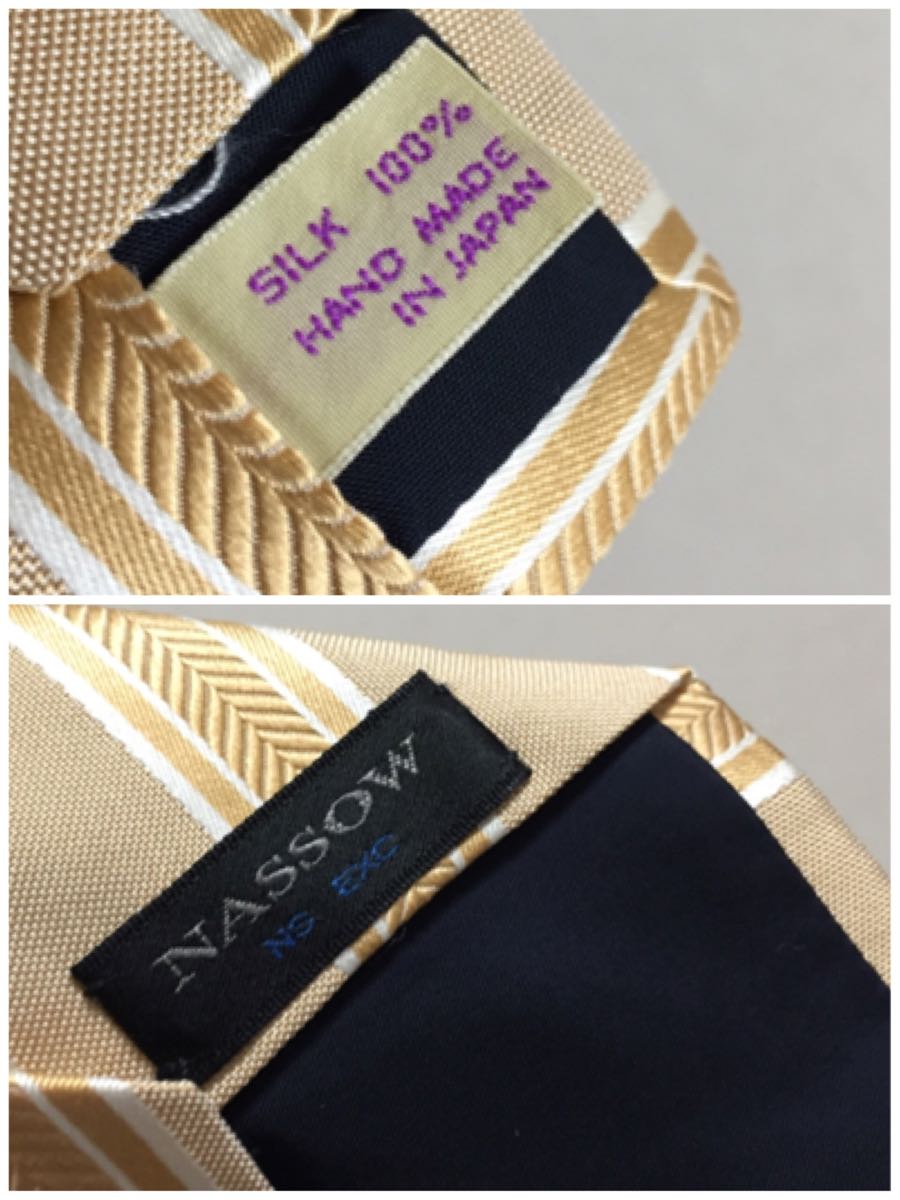 SILK 100%
HAND MADE
IN JAPAN
NASSOW
NS EXC